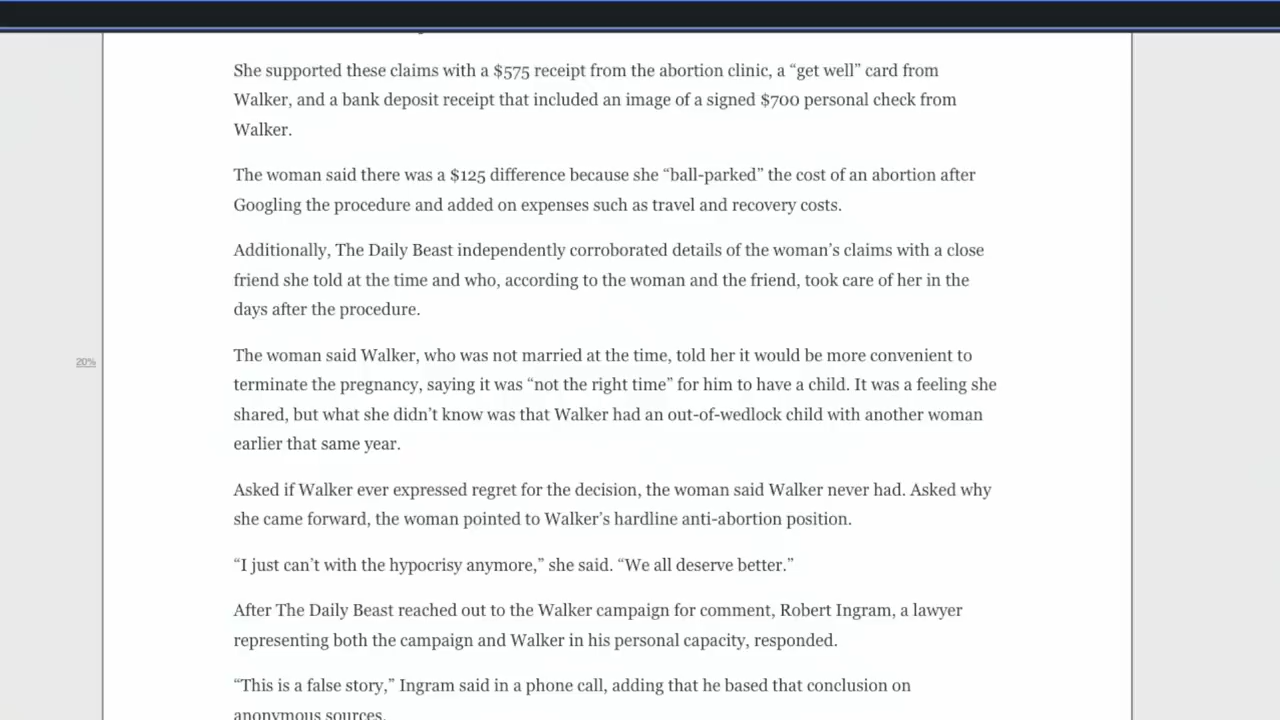 She supported these claims with a $575 receipt from the abortion clinic, a “get well” card from
Walker, and a bank deposit receipt that included an image of a signed $700 personal check from
Walker.
The woman said there was a $125 difference because she “ball-parked” the cost of an abortion after
Googling the procedure and added on expenses such as travel and recovery costs.
Additionally, The Daily Beast independently corroborated details of the woman’s claims with a close
friend she told at the time and who, according to the woman and the friend, took care of her in the
days after the procedure.
20%
The woman said Walker, who was not married at the time, told her it would be more convenient to
terminate the pregnancy, saying it was “not the right time” for him to have a child. It was a feeling she
shared, but what she didn’t know was that Walker had an out-of-wedlock child with another woman
earlier that same year.
Asked if Walker ever expressed regret for the decision, the woman said Walker never had. Asked why
she came forward, the woman pointed to Walker’s hardline anti-abortion position.
“I just can’t with the hypocrisy anymore,” she said. “We all deserve better.”
After The Daily Beast reached out to the Walker campaign for comment, Robert Ingram, a lawyer
representing both the campaign and Walker in his personal capacity, responded.
“This is a false story,” Ingram said in a phone call, adding that he based that conclusion on
anonymous sources.